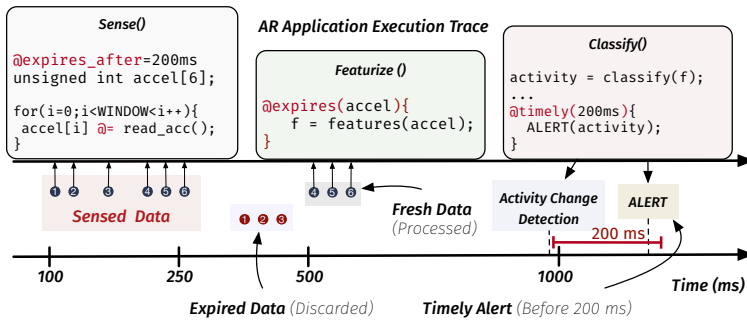 AR Application Execution Trace
Sense()
@expires_after=200ms
unsigned int accel[6];
for(i=0;i<WINDOW<i++){
accel[i] @= read_acc();
}
Featurize ()
@expires(accel){
f = features(accel);
}
Classify()
activity = classify(f);
...
@timely(200ms){
ALERT(activity);
}
1 2 3 4 5 6
Sensed Data
1 2 3
4 5 6
Fresh Data
(Processed)
Activity Change
Detection
ALERT
200 ms
100 250 500 1000
Time (ms)
Expired Data (Discarded)
Timely Alert (Before 200 ms)